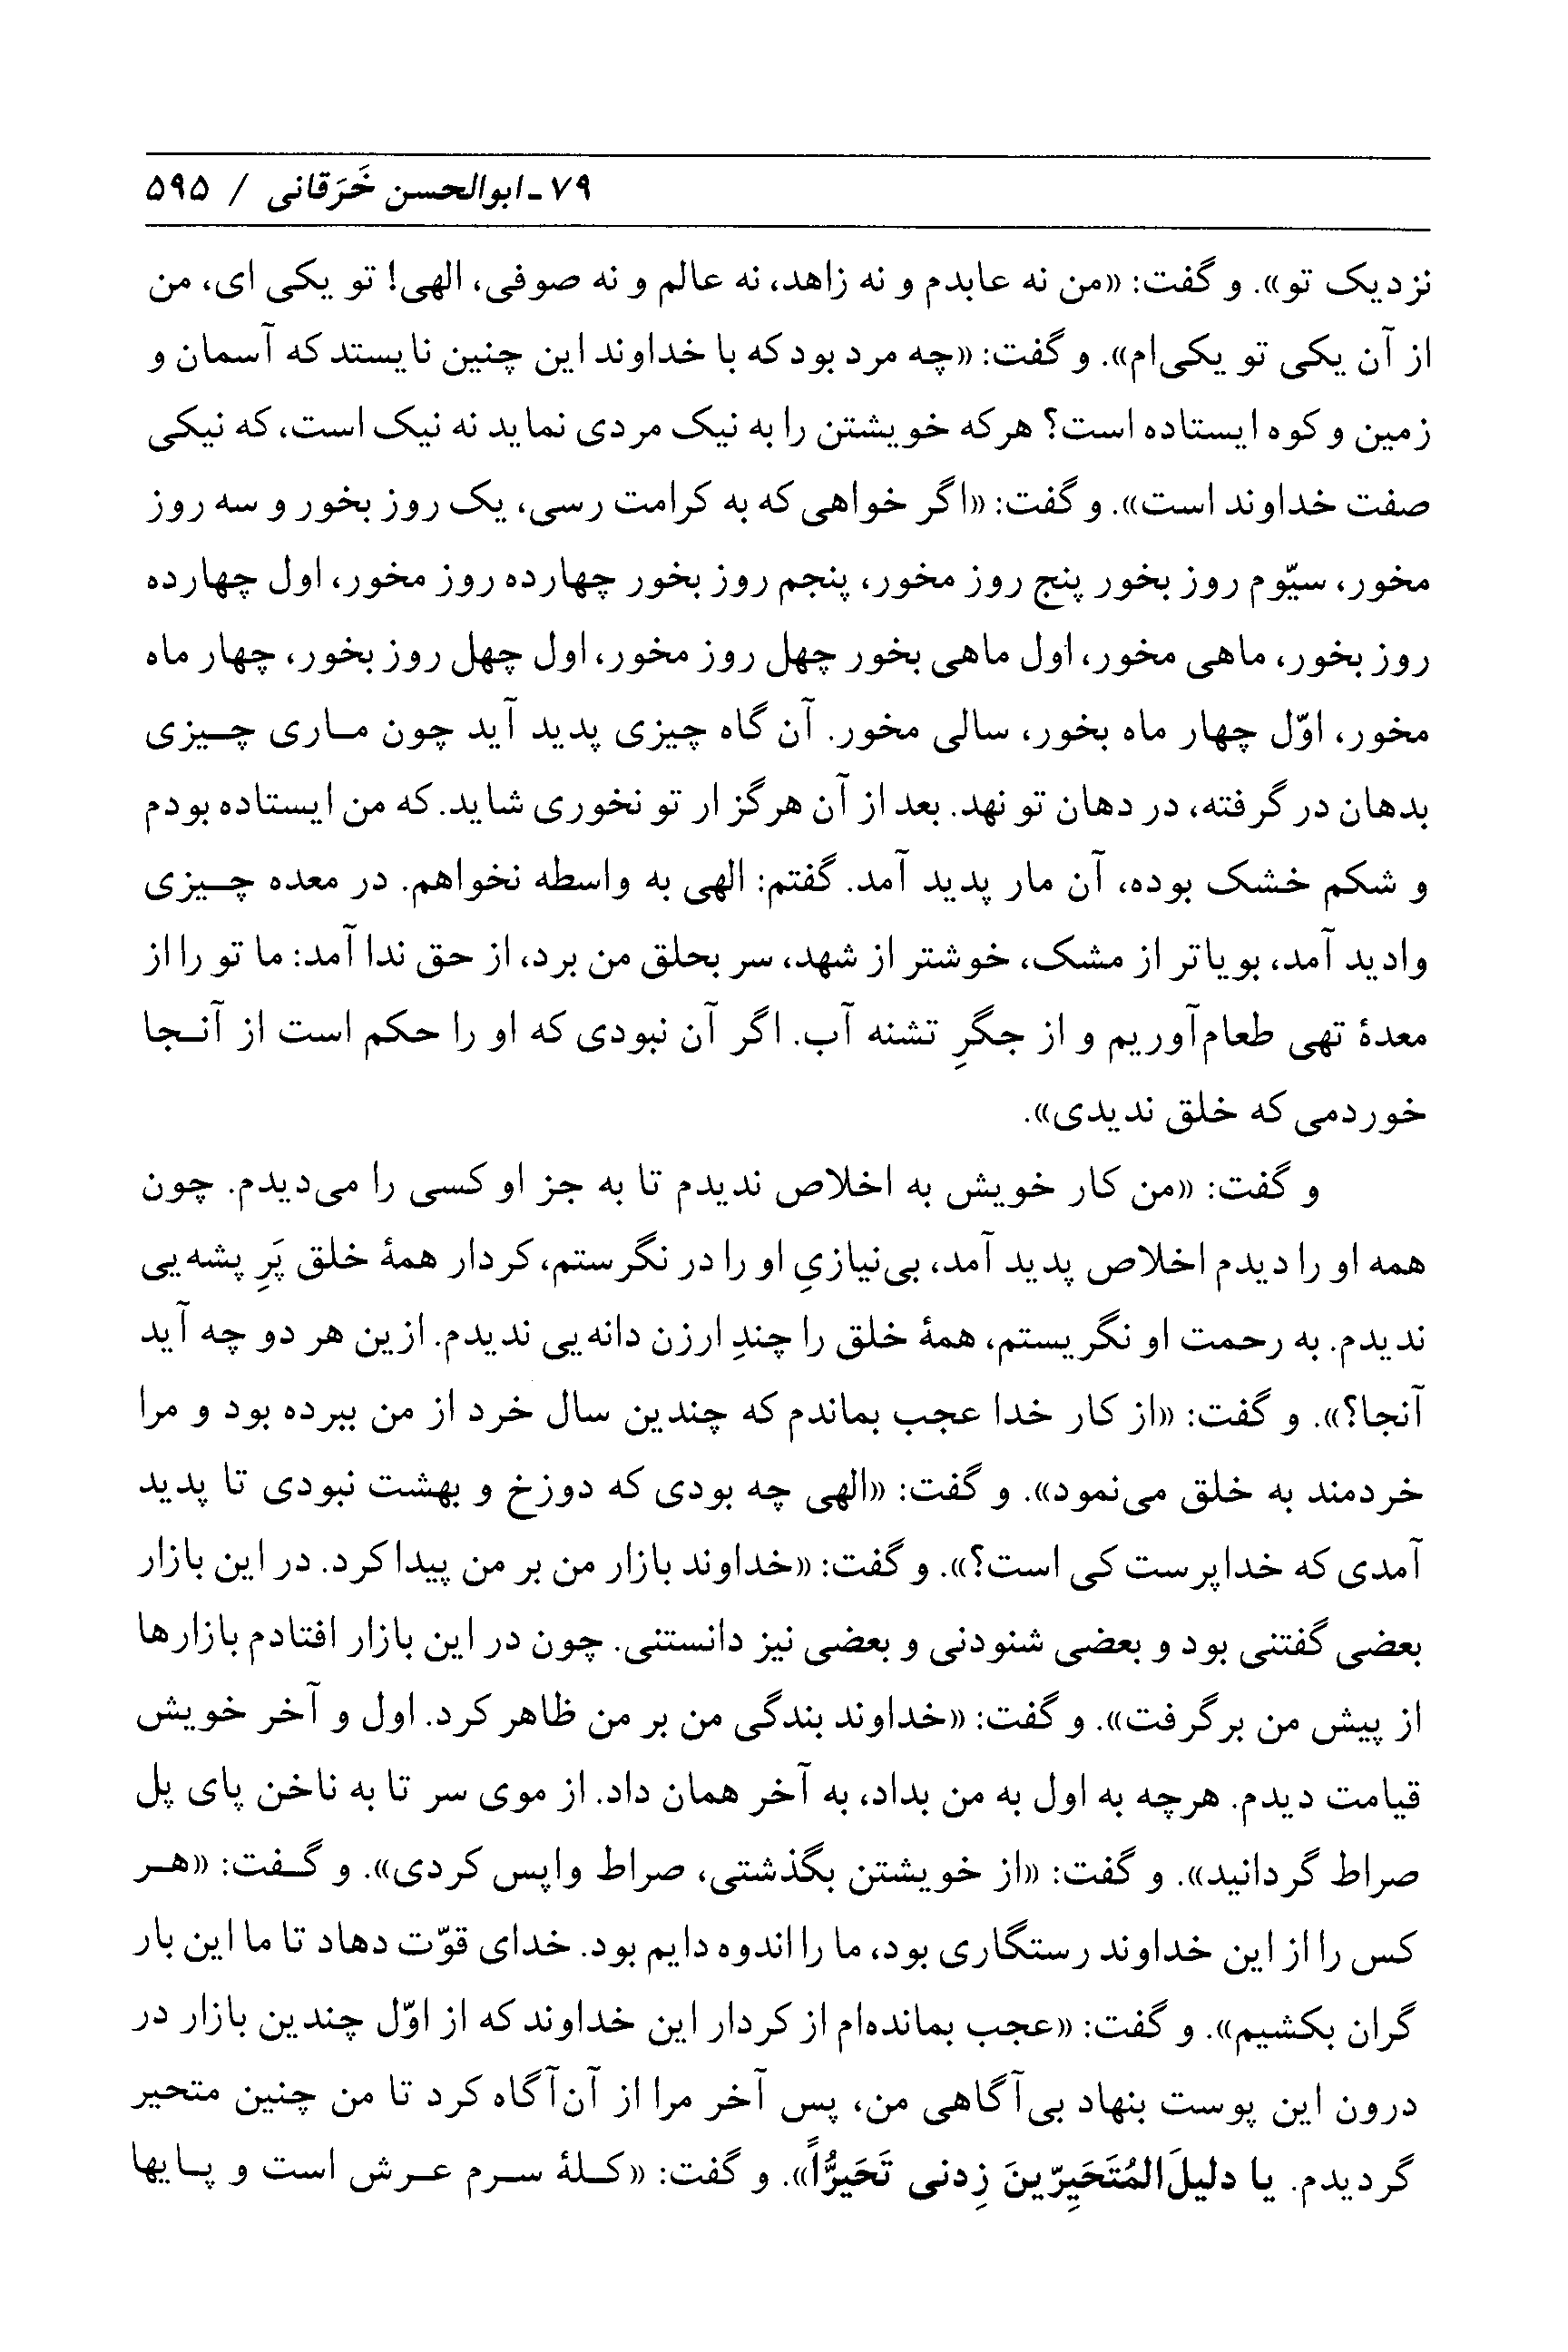 ۷۹ ـ ابوالحسن خَرَقانی / ۵۹۵
نزدیک تو». و گفت: «من نه عابدم و نه زاهد، نه عالم و نه صوفی، الهی! تو یکی ای، من
از آن یکی تو یکی‌ام». و گفت: «چه مرد بود که با خداوند این چنین نایستد که آسمان و
زمین و کوه ایستاده است؟ هرکه خویشتن را به نیک مردی نماید نه نیک است، که نیکی
صفت خداوند است». و گفت: «اگر خواهی که به کرامت رسی، یک روز بخور و سه روز
مخور، سیّوم روز بخور پنج روز مخور، پنجم روز بخور چهارده روز مخور، اول چهارده
روز بخور، ماهی مخور، اول ماهی بخور چهل روز مخور، اول چهل روز بخور، چهار ماه
مخور، اوّل چهار ماه بخور، سالی مخور. آن گاه چیزی پدید آید چون ماری چیزی
بدهان در گرفته، در دهان تو نهد. بعد از آن هرگز ار تو نخوری شاید. که من ایستاده بودم
و شکم خشک بوده، آن مار پدید آمد. گفتم: الهی به واسطه نخواهم. در معده چیزی
وادید آمد، بویاتر از مشک، خوشتر از شهد، سر بحلق من برد، از حق ندا آمد: ما تو را از
معدهٔ تهی طعام‌آوریم و از جگرِ تشنه آب. اگر آن نبودی که او را حکم است از آنجا
خوردمی که خلق ندیدی».
و گفت: «من کار خویش به اخلاص ندیدم تا به جز او کسی را می‌دیدم. چون
همه او را دیدم اخلاص پدید آمد، بی‌نیازیِ او را در نگرستم، کردار همهٔ خلق پَرِ پشه‌یی
ندیدم. به رحمت او نگریستم، همهٔ خلق را چندِ ارزن دانه‌یی ندیدم. ازین هر دو چه آید
آنجا؟». و گفت: «از کار خدا عجب بماندم که چندین سال خرد از من ببرده بود و مرا
خردمند به خلق می‌نمود». و گفت: «الهی چه بودی که دوزخ و بهشت نبودی تا پدید
آمدی که خداپرست کی است؟». و گفت: «خداوند بازار من بر من پیدا کرد. در این بازار
بعضی گفتنی بود و بعضی شنودنی و بعضی نیز دانستنی. چون در این بازار افتادم بازارها
از پیش من برگرفت». و گفت: «خداوند بندگی من بر من ظاهر کرد. اول و آخر خویش
قیامت دیدم. هرچه به اول به من بداد، به آخر همان داد. از موی سر تا به ناخن پای پل
صراط گردانید». و گفت: «از خویشتن بگذشتی، صراط واپس کردی». و گفت: «هر
کس را از این خداوند رستگاری بود، ما را اندوه دایم بود. خدای قوّت دهاد تا ما این بار
گران بکشیم». و گفت: «عجب بمانده‌ام از کردار این خداوند که از اوّل چندین بازار در
درون این پوست بنهاد بی‌آگاهی من، پس آخر مرا از آن‌آگاه کرد تا من چنین متحیر
گردیدم. یا دلیلَ‌المُتَحَیِرّینَ زِدنی تَحَیرُّاً». و گفت: «کلهٔ سرم عرش است و پایها